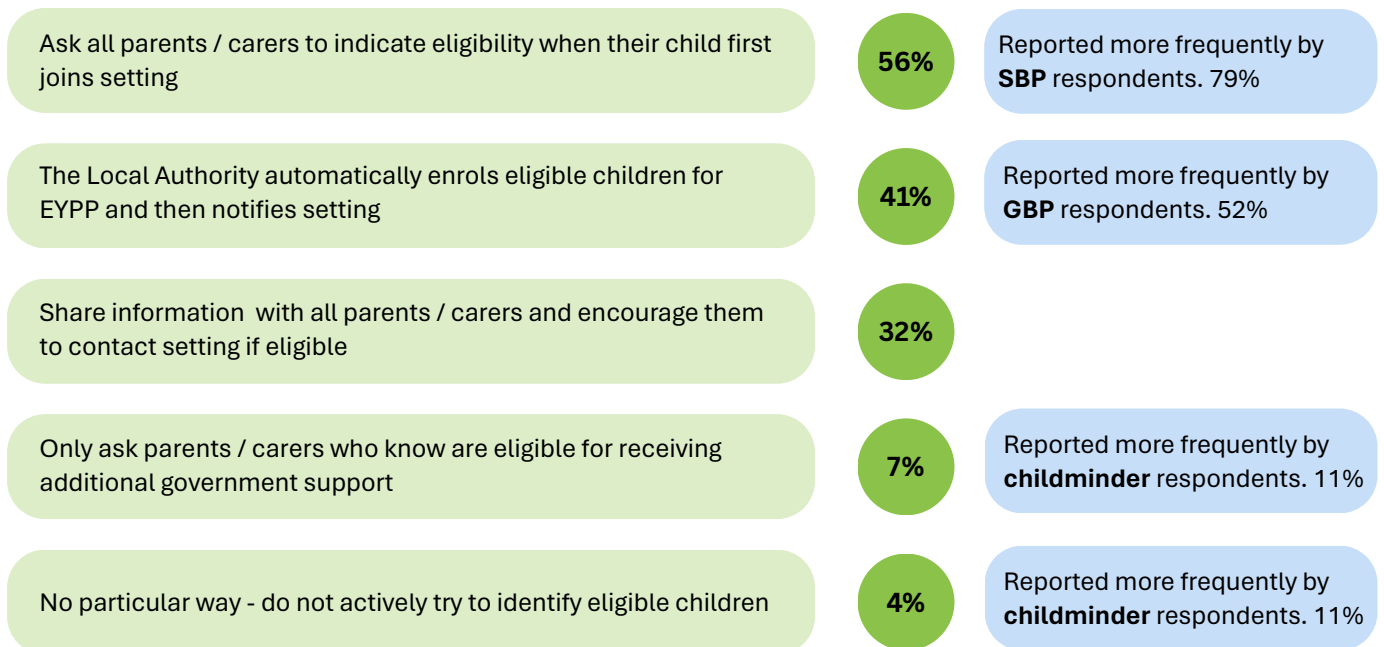 Ask all parents / carers to indicate eligibility when their child first
joins setting
56%
Reported more frequently by
SBP respondents. 79%
The Local Authority automatically enrols eligible children for
EYPP and then notifies setting
41%
Reported more frequently by
GBP respondents. 52%
Share information with all parents / carers and encourage them
to contact setting if eligible
32%
Only ask parents / carers who know are eligible for receiving
additional government support
7%
Reported more frequently by
childminder respondents. 11%
No particular way - do not actively try to identify eligible children
4%
Reported more frequently by
childminder respondents. 11%